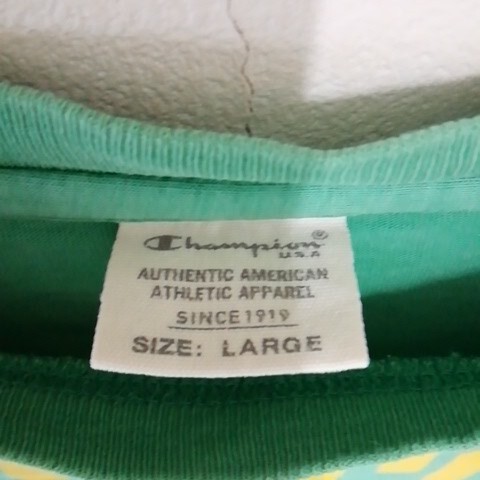 Champion®
U.S.A
AUTHENTIC AMERICAN
ATHLETIC APPAREL
SINCE 1919
SIZE: LARGE